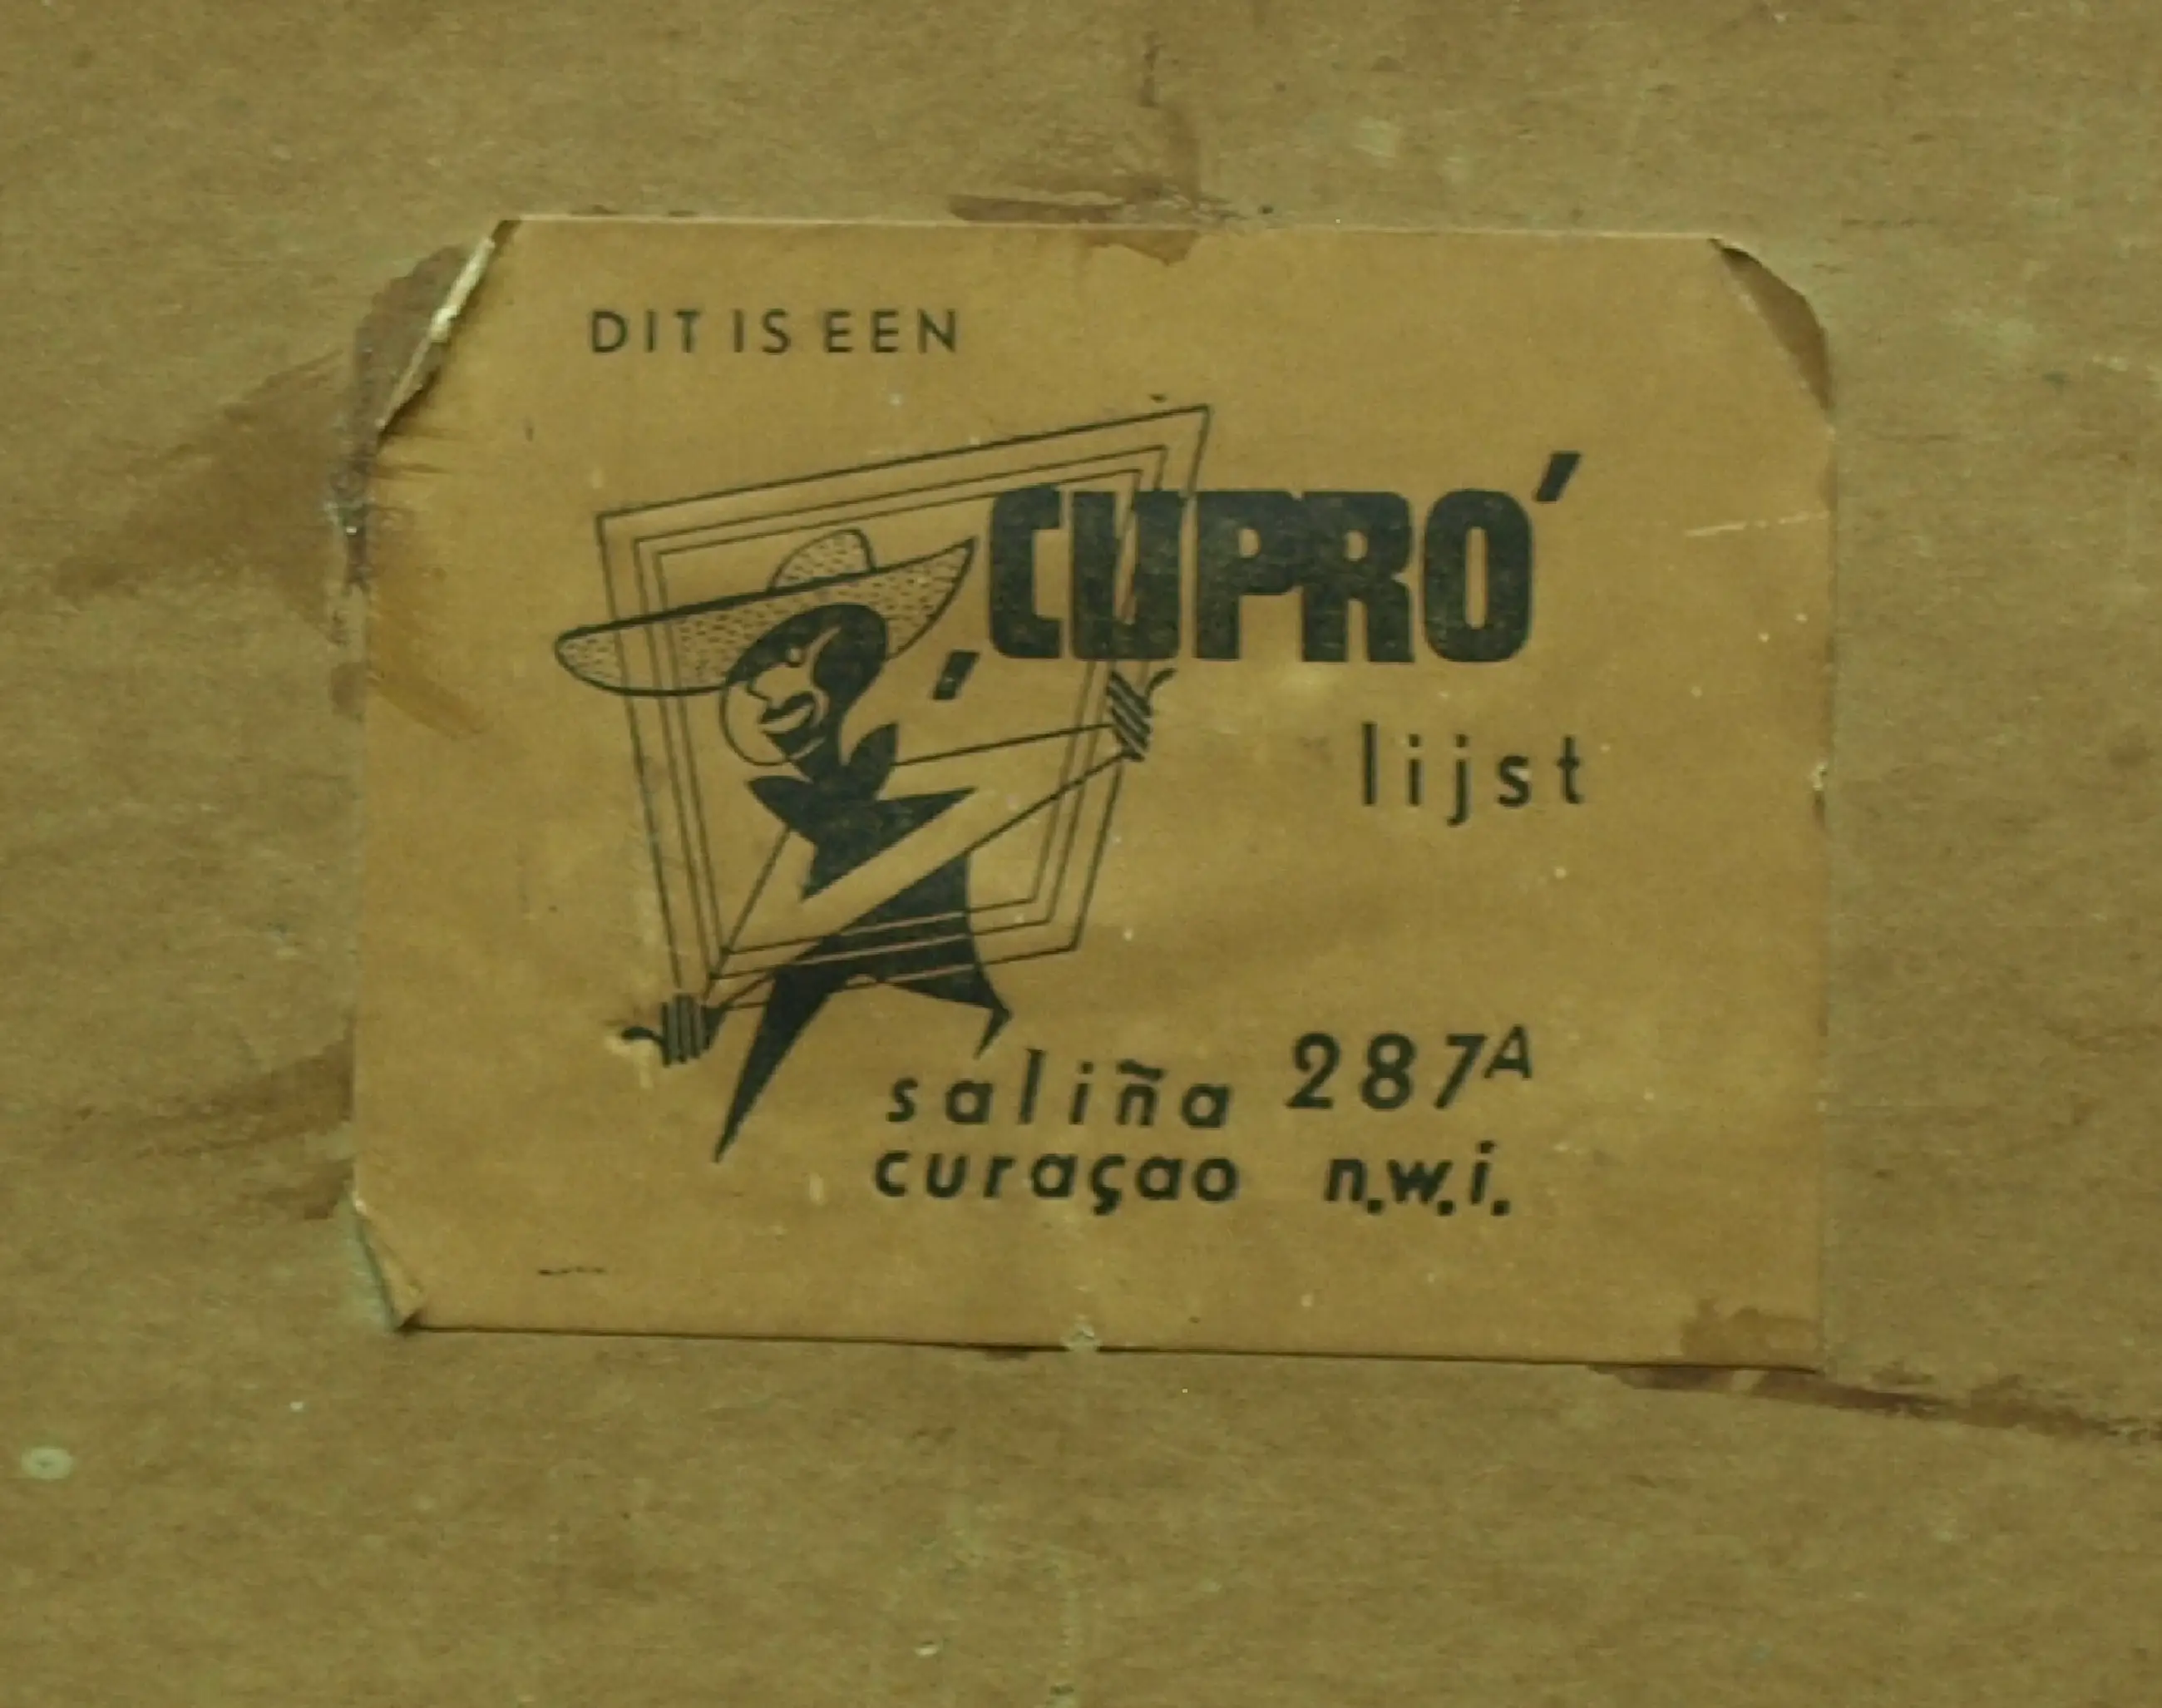 DIT IS EEN
'CUPRO'
lijst
saliña 287A
curaçao n.w.i.